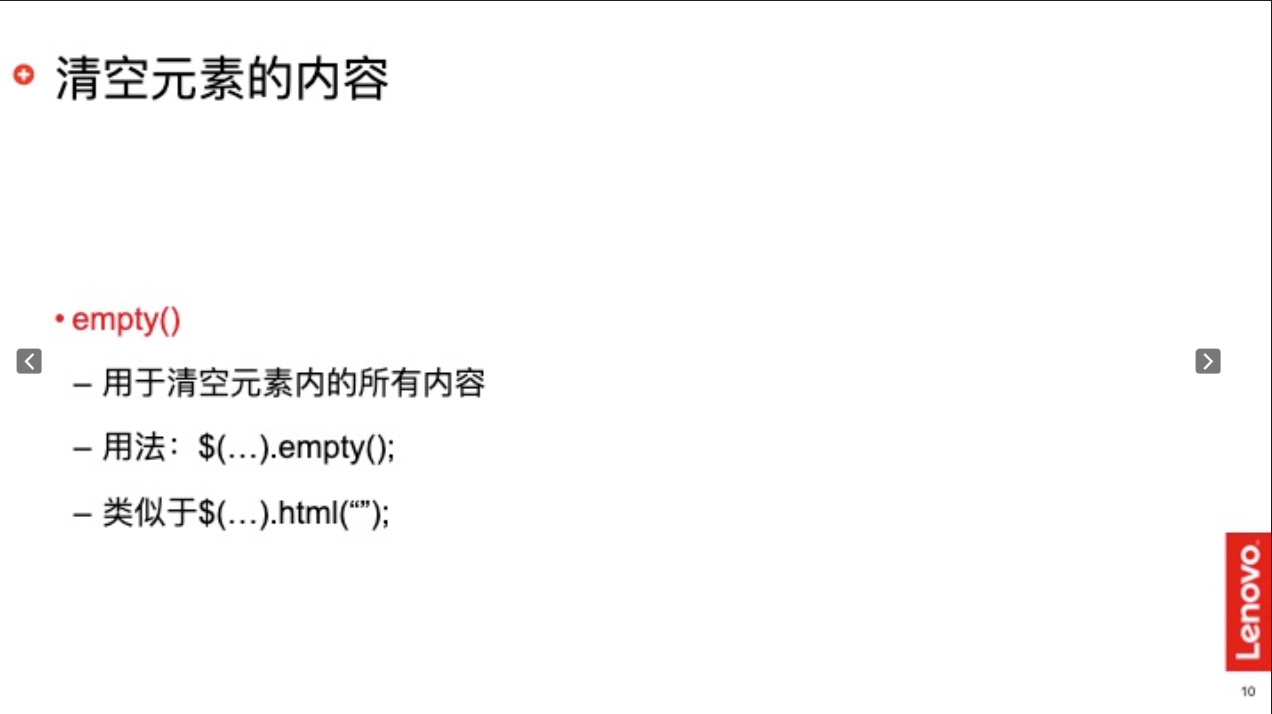 清空元素的内容
• empty()
– 用于清空元素内的所有内容
– 用法：$(…).empty();
– 类似于$(…).html(“”);
Lenovo
10